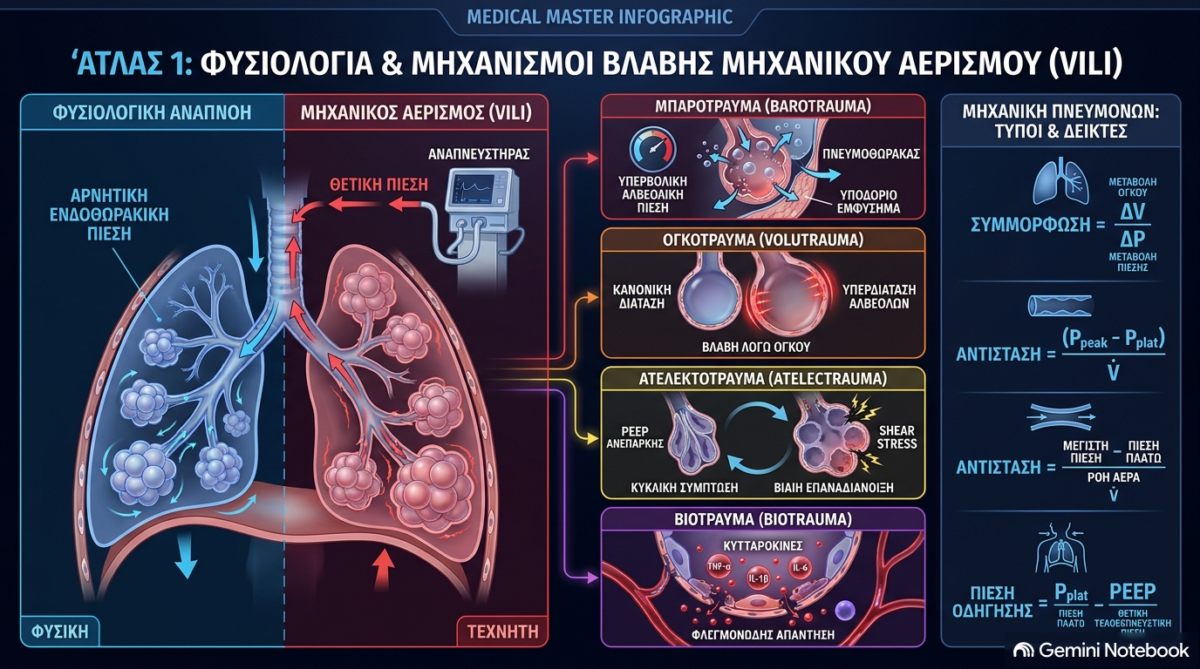 MEDICAL MASTER INFOGRAPHIC
‘ΑΤΛΑΣ 1: ΦΥΣΙΟΛΟΓΙΑ & ΜΗΧΑΝΙΣΜΟΙ ΒΛΑΒΗΣ ΜΗΧΑΝΙΚΟΥ ΑΕΡΙΣΜΟΥ (VILI)
ΦΥΣΙΟΛΟΓΙΚΗ ΑΝΑΠΝΟΗ
ΜΗΧΑΝΙΚΟΣ ΑΕΡΙΣΜΟΣ (VILI)
ΑΡΝΗΤΙΚΗ
ΕΝΔΟΘΩΡΑΚΙΚΗ
ΠΙΕΣΗ
ΘΕΤΙΚΗ ΠΙΕΣΗ
ΑΝΑΠΝΕΥΣΤΗΡΑΣ
ΦΥΣΙΚΗ
ΤΕΧΝΗΤΗ
ΜΠΑΡΟΤΡΑΥΜΑ (BAROTRAUMA)
ΥΠΕΡΒΟΛΙΚΗ
ΑΛΒΕΟΛΙΚΗ
ΠΙΕΣΗ
ΠΝΕΥΜΟΘΩΡΑΚΑΣ
ΥΠΟΔΟΡΙΟ
ΕΜΦΥΣΗΜΑ
ΟΓΚΟΤΡΑΥΜΑ (VOLUTRAUMA)
ΚΑΝΟΝΙΚΗ
ΔΙΑΤΑΣΗ
ΥΠΕΡΔΙΑΤΑΣΗ
ΑΛΒΕΟΛΩΝ
ΒΛΑΒΗ ΛΟΓΩ ΟΓΚΟΥ
ΑΤΕΛΕΚΤΟΤΡΑΥΜΑ (ATELECTRAUMA)
PEEP
ΑΝΕΠΑΡΚΗΣ
SHEAR
STRESS
ΚΥΚΛΙΚΗ ΣΥΜΠΤΩΣΗ
ΒΙΑΙΗ ΕΠΑΝΑΔΙΑΝΟΙΞΗ
ΒΙΟΤΡΑΥΜΑ (BIOTRAUMA)
ΚΥΤΤΑΡΟΚΙΝΕΣ
TNF-α
IL-1β
IL-6
ΦΛΕΓΜΟΝΩΔΗΣ ΑΠΑΝΤΗΣΗ
ΜΗΧΑΝΙΚΗ ΠΝΕΥΜΟΝΩΝ:
ΤΥΠΟΙ & ΔΕΙΚΤΕΣ
ΜΕΤΑΒΟΛΗ
ΟΓΚΟΥ
ΣΥΜΜΟΡΦΩΣΗ = ΔV
ΔP
ΜΕΤΑΒΟΛΗ
ΠΙΕΣΗΣ
ΑΝΤΙΣΤΑΣΗ = (Ppeak – Pplat)
V̇
ΑΝΤΙΣΤΑΣΗ = ΜΕΓΙΣΤΗ ΠΙΕΣΗ – ΠΙΕΣΗ ΠΛΑΤΩ
ΡΟΗ ΑΕΡΑ
V̇
ΠΙΕΣΗ
ΟΔΗΓΗΣΗΣ = Pplat – PEEP
ΠΙΕΣΗ
ΠΛΑΤΩ
ΘΕΤΙΚΗ
Gemini Notebook